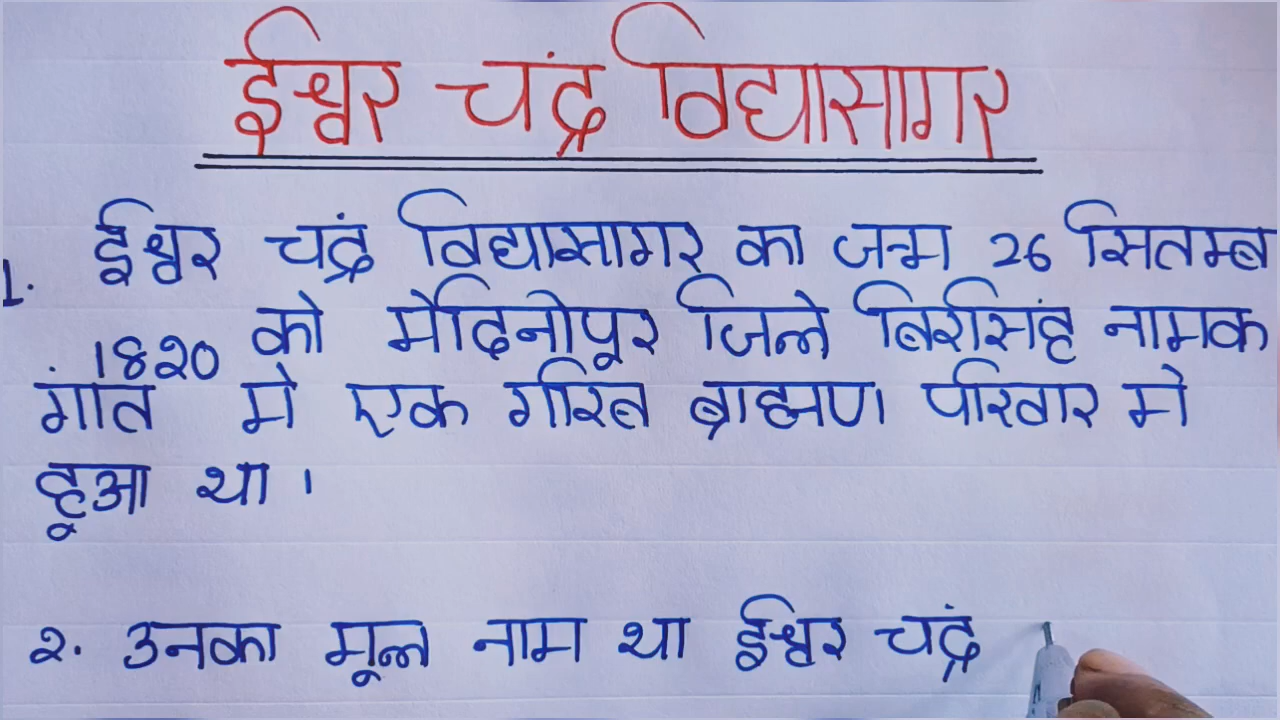 ईश्वर चंद्र विद्यासागर
1. ईश्वर चंद्र विद्यासागर का जन्म 26 सितम्ब
1820 को मेदिनीपूर जिले बिरसिंह नामक
गांव मे एक गरिब ब्राह्मण परिवार मे
हूआ था।
2. उनका मूल नाम था ईश्वर चंद्र